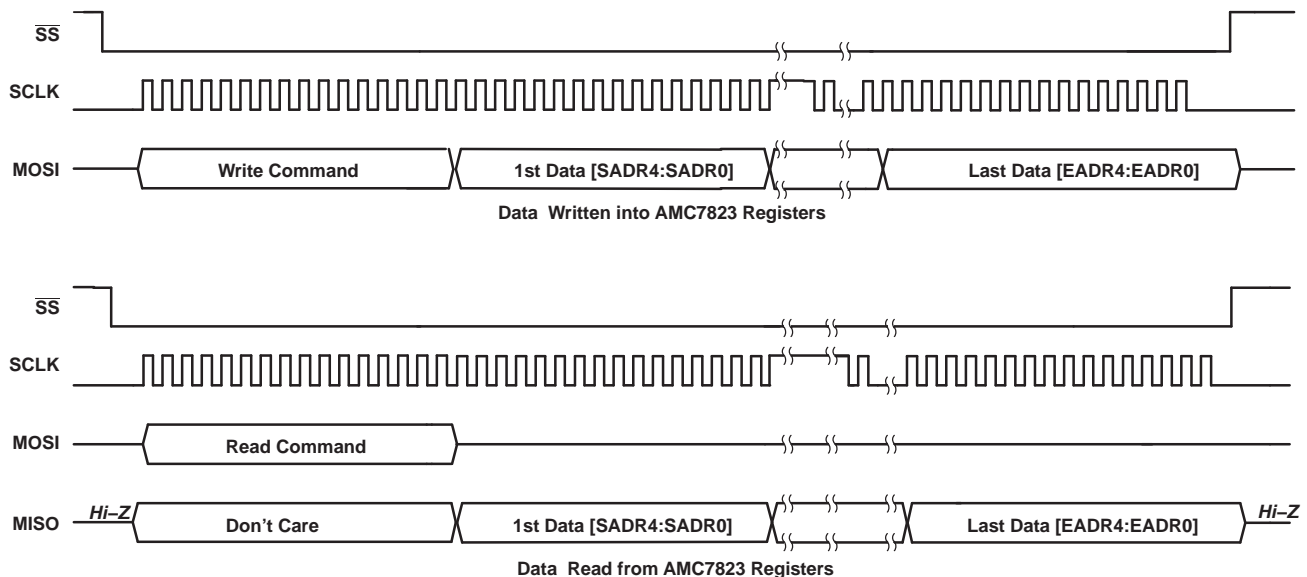 SS
SCLK
MOSI Write Command 1st Data [SADR4:SADR0] Last Data [EADR4:EADR0]
Data Written into AMC7823 Registers
SS
SCLK
MOSI Read Command
MISO Hi–Z Don't Care 1st Data [SADR4:SADR0] Last Data [EADR4:EADR0] Hi–Z
Data Read from AMC7823 Registers